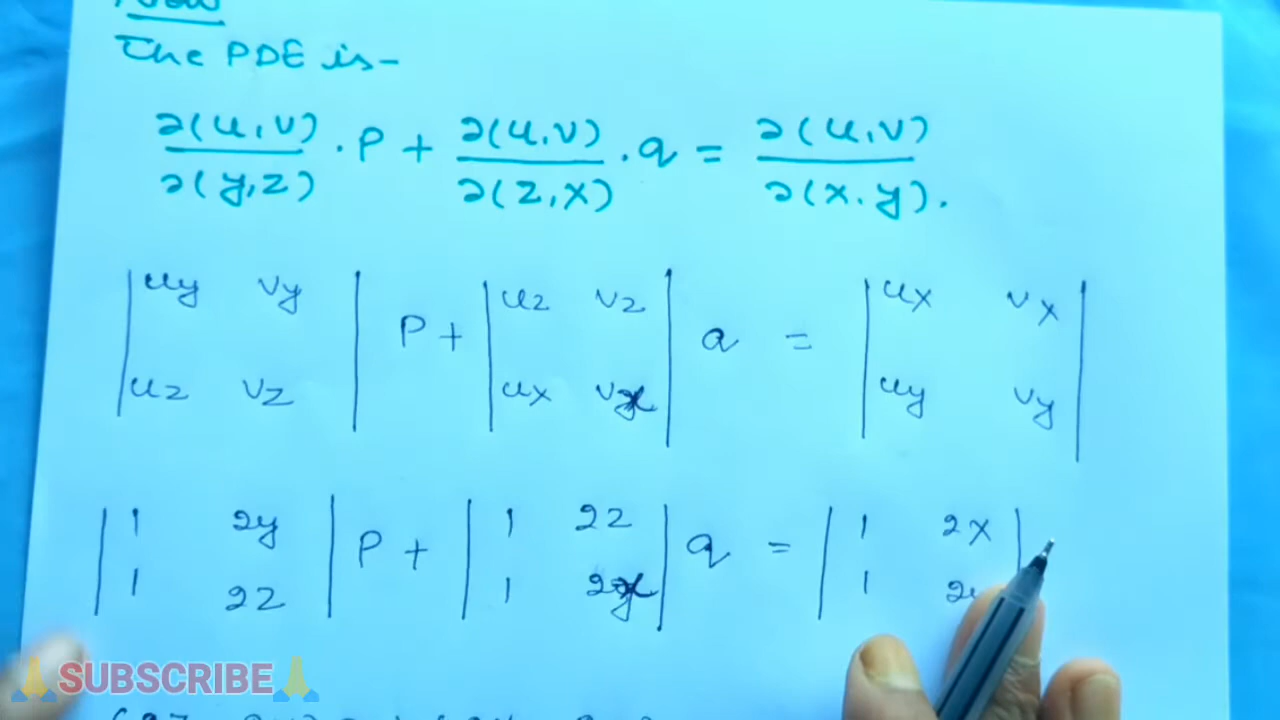 Now
The PDE is-
∂(u,v)/∂(y,z) . P + ∂(u,v)/∂(z,x) . q = ∂(u,v)/∂(x.y).
| uy vy | P + | uz vz | q = | ux vx |
| uz vz | | ux vx | | uy vy |
| 1 2y | P + | 1 2z | q = | 1 2x |
| 1 2z | | 1 2x | | 1
SUBSCRIBE